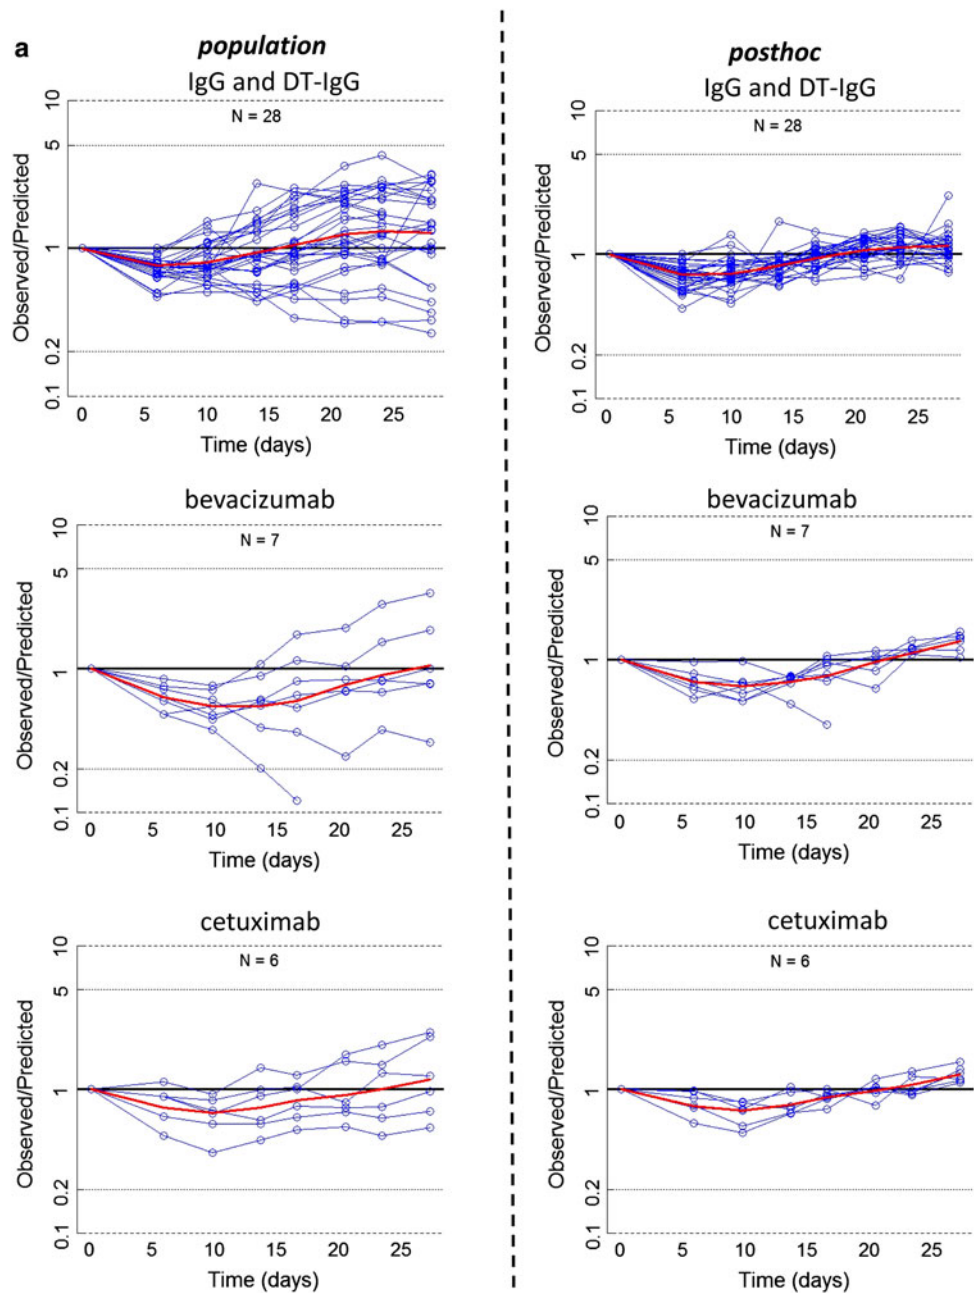 a
population
IgG and DT-IgG
N = 28
10
5
1
0.2
0.1
Observed/Predicted
0 5 10 15 20 25
Time (days)
posthoc
IgG and DT-IgG
N = 28
10
5
1
0.2
0.1
Observed/Predicted
0 5 10 15 20 25
Time (days)
bevacizumab
N = 7
10
5
1
0.2
0.1
Observed/Predicted
0 5 10 15 20 25
Time (days)
bevacizumab
N = 7
10
5
1
0.2
0.1
Observed/Predicted
0 5 10 15 20 25
Time (days)
cetuximab
N = 6
10
5
1
0.2
0.1
Observed/Predicted
0 5 10 15 20 25
Time (days)
cetuximab
N = 6
10
5
1
0.2
0.1
Observed/Predicted
0 5 10 15 20 25
Time (days)